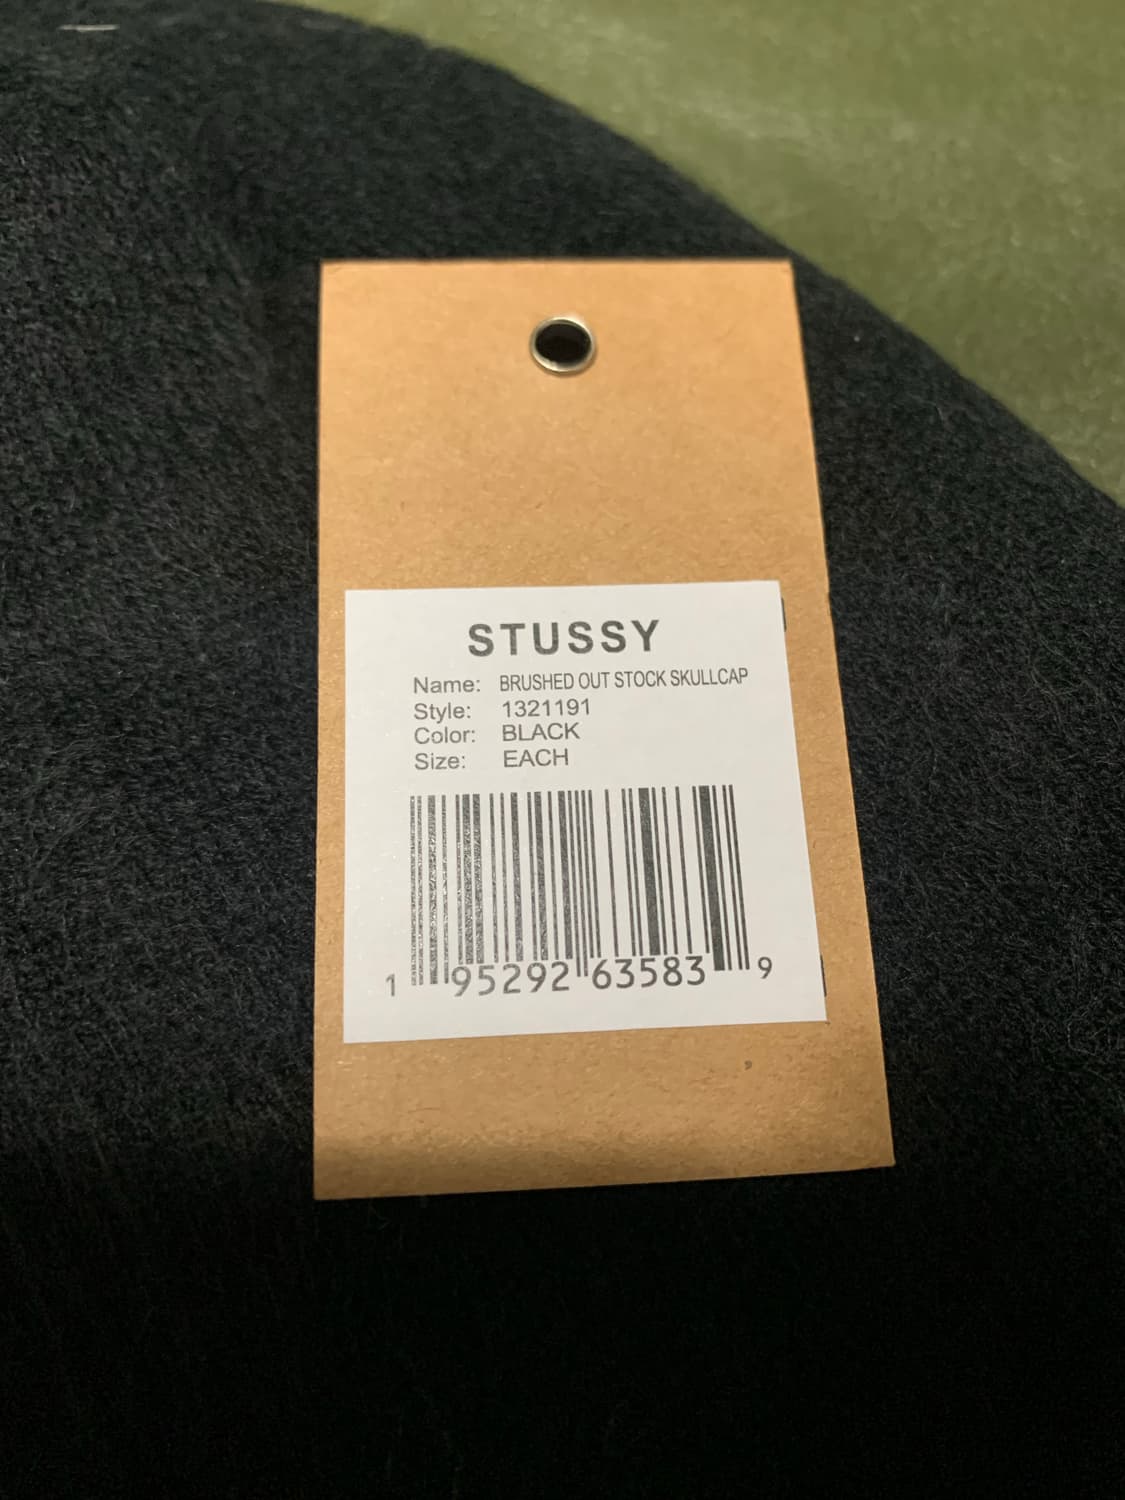 STUSSY
Name: BRUSHED OUT STOCK SKULLCAP
Style: 1321191
Color: BLACK
Size: EACH
1 95292 63583 9